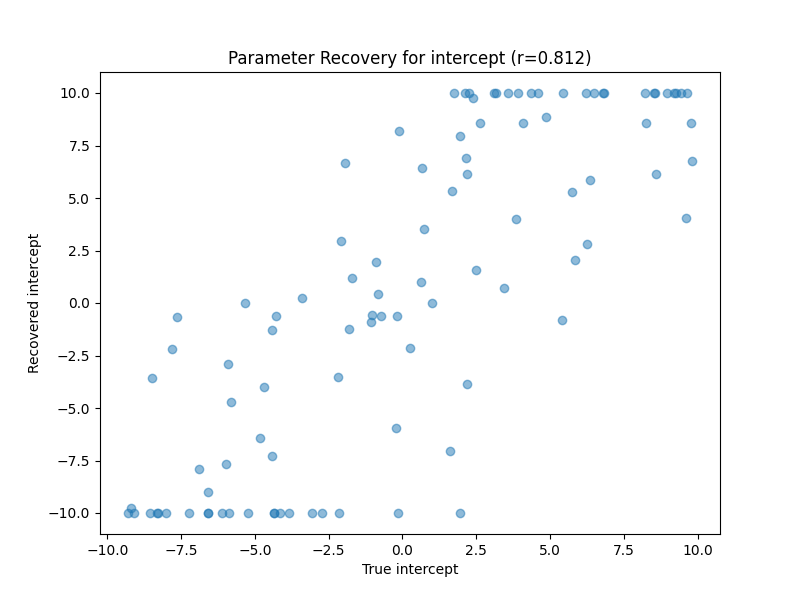 Parameter Recovery for intercept (r=0.812)
Recovered intercept
10.0
7.5
5.0
2.5
0.0
−2.5
−5.0
−7.5
−10.0
−10.0 −7.5 −5.0 −2.5 0.0 2.5 5.0 7.5 10.0
True intercept